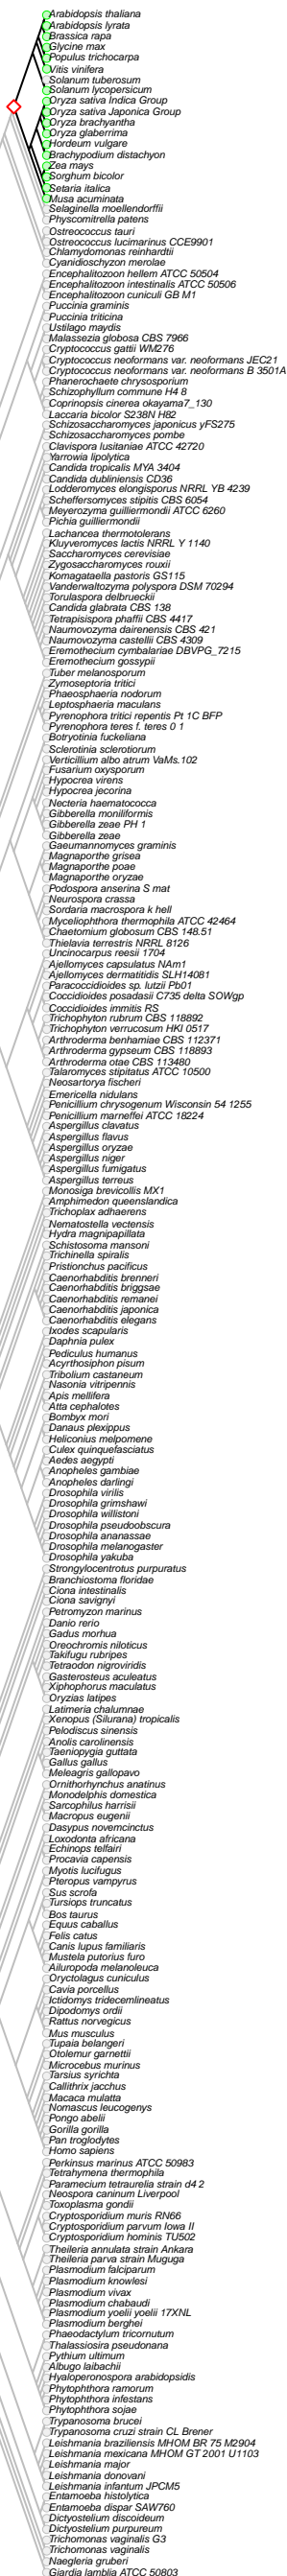 Arabidopsis thaliana
Arabidopsis lyrata
Brassica rapa
Glycine max
Populus trichocarpa
Vitis vinifera
Solanum tuberosum
Solanum lycopersicum
Oryza sativa Indica Group
Oryza sativa Japonica Group
Oryza brachyantha
Oryza glaberrima
Hordeum vulgare
Brachypodium distachyon
Zea mays
Sorghum bicolor
Setaria italica
Musa acuminata
Selaginella moellendorffii
Physcomitrella patens
Ostreococcus tauri
Ostreococcus lucimarinus CCE9901
Chlamydomonas reinhardtii
Cyanidioschyzon merolae
Encephalitozoon hellem ATCC 50504
Encephalitozoon intestinalis ATCC 50506
Encephalitozoon cuniculi GB M1
Puccinia graminis
Puccinia triticina
Ustilago maydis
Malassezia globosa CBS 7966
Cryptococcus gattii WM276
Cryptococcus neoformans var. neoformans JEC21
Cryptococcus neoformans var. neoformans B 3501A
Phanerochaete chrysosporium
Schizophyllum commune H4 8
Coprinopsis cinerea okayama7_130
Laccaria bicolor S238N H82
Schizosaccharomyces japonicus yFS275
Schizosaccharomyces pombe
Clavispora lusitaniae ATCC 42720
Yarrowia lipolytica
Candida tropicalis MYA 3404
Candida dubliniensis CD36
Lodderomyces elongisporus NRRL YB 4239
Scheffersomyces stipitis CBS 6054
Meyerozyma guilliermondii ATCC 6260
Pichia guilliermondii
Lachancea thermotolerans
Kluyveromyces lactis NRRL Y 1140
Saccharomyces cerevisiae
Zygosaccharomyces rouxii
Komagataella pastoris GS115
Vanderwaltozyma polyspora DSM 70294
Torulaspora delbrueckii
Candida glabrata CBS 138
Tetrapisispora phaffii CBS 4417
Naumovozyma dairenensis CBS 421
Naumovozyma castellii CBS 4309
Eremothecium cymbalariae DBVPG_7215
Eremothecium gossypii
Tuber melanosporum
Zymoseptoria tritici
Phaeosphaeria nodorum
Leptosphaeria maculans
Pyrenophora tritici repentis Pt 1C BFP
Pyrenophora teres f. teres 0 1
Botryotinia fuckeliana
Sclerotinia sclerotiorum
Verticillium albo atrum VaMs.102
Fusarium oxysporum
Hypocrea virens
Hypocrea jecorina
Necteria haematococca
Gibberella moniliformis
Gibberella zeae PH 1
Gibberella zeae
Gaeumannomyces graminis
Magnaporthe grisea
Magnaporthe poae
Magnaporthe oryzae
Podospora anserina S mat
Neurospora crassa
Sordaria macrospora k hell
Myceliophthora thermophila ATCC 42464
Chaetomium globosum CBS 148.51
Thielavia terrestris NRRL 8126
Uncinocarpus reesii 1704
Ajellomyces capsulatus NAm1
Ajellomyces dermatitidis SLH14081
Paracoccidioides sp. lutzii Pb01
Coccidioides posadasii C735 delta SOWgp
Coccidioides immitis RS
Trichophyton rubrum CBS 118892
Trichophyton verrucosum HKI 0517
Arthroderma benhamiae CBS 112371
Arthroderma gypseum CBS 118893
Arthroderma otae CBS 113480
Talaromyces stipitatus ATCC 10500
Neosartorya fischeri
Emericella nidulans
Penicillium chrysogenum Wisconsin 54 1255
Penicillium marneffei ATCC 18224
Aspergillus clavatus
Aspergillus flavus
Aspergillus oryzae
Aspergillus niger
Aspergillus fumigatus
Aspergillus terreus
Monosiga brevicollis MX1
Amphimedon queenslandica
Trichoplax adhaerens
Nematostella vectensis
Hydra magnipapillata
Schistosoma mansoni
Trichinella spiralis
Pristionchus pacificus
Caenorhabditis brenneri
Caenorhabditis briggsae
Caenorhabditis remanei
Caenorhabditis japonica
Caenorhabditis elegans
Ixodes scapularis
Daphnia pulex
Pediculus humanus
Acyrthosiphon pisum
Tribolium castaneum
Nasonia vitripennis
Apis mellifera
Atta cephalotes
Bombyx mori
Danaus plexippus
Heliconius melpomene
Culex quinquefasciatus
Aedes aegypti
Anopheles gambiae
Anopheles darlingi
Drosophila virilis
Drosophila grimshawi
Drosophila willistoni
Drosophila pseudoobscura
Drosophila ananassae
Drosophila melanogaster
Drosophila yakuba
Strongylocentrotus purpuratus
Branchiostoma floridae
Ciona intestinalis
Ciona savignyi
Petromyzon marinus
Danio rerio
Gadus morhua
Oreochromis niloticus
Takifugu rubripes
Tetraodon nigroviridis
Gasterosteus aculeatus
Xiphophorus maculatus
Oryzias latipes
Latimeria chalumnae
Xenopus (Silurana) tropicalis
Pelodiscus sinensis
Anolis carolinensis
Taeniopygia guttata
Gallus gallus
Meleagris gallopavo
Ornithorhynchus anatinus
Monodelphis domestica
Sarcophilus harrisii
Macropus eugenii
Dasypus novemcinctus
Loxodonta africana
Echinops telfairi
Procavia capensis
Myotis lucifugus
Pteropus vampyrus
Sus scrofa
Tursiops truncatus
Bos taurus
Equus caballus
Felis catus
Canis lupus familiaris
Mustela putorius furo
Ailuropoda melanoleuca
Oryctolagus cuniculus
Cavia porcellus
Ictidomys tridecemlineatus
Dipodomys ordii
Rattus norvegicus
Mus musculus
Tupaia belangeri
Otolemur garnettii
Microcebus murinus
Tarsius syrichta
Callithrix jacchus
Macaca mulatta
Nomascus leucogenys
Pongo abelii
Gorilla gorilla
Pan troglodytes
Homo sapiens
Perkinsus marinus ATCC 50983
Tetrahymena thermophila
Paramecium tetraurelia strain d4 2
Neospora caninum Liverpool
Toxoplasma gondii
Cryptosporidium muris RN66
Cryptosporidium parvum Iowa II
Cryptosporidium hominis TU502
Theileria annulata strain Ankara
Theileria parva strain Muguga
Plasmodium falciparum
Plasmodium knowlesi
Plasmodium vivax
Plasmodium chabaudi
Plasmodium yoelii yoelii 17XNL
Plasmodium berghei
Phaeodactylum tricornutum
Thalassiosira pseudonana
Pythium ultimum
Albugo laibachii
Hyaloperonospora arabidopsidis
Phytophthora ramorum
Phytophthora infestans
Phytophthora sojae
Trypanosoma brucei
Trypanosoma cruzi strain CL Brener
Leishmania braziliensis MHOM BR 75 M2904
Leishmania mexicana MHOM GT 2001 U1103
Leishmania major
Leishmania donovani
Leishmania infantum JPCM5
Entamoeba histolytica
Entamoeba dispar SAW760
Dictyostelium discoideum
Dictyostelium purpureum
Trichomonas vaginalis G3
Trichomonas vaginalis
Naegleria gruberi
Giardia lamblia ATCC 50803